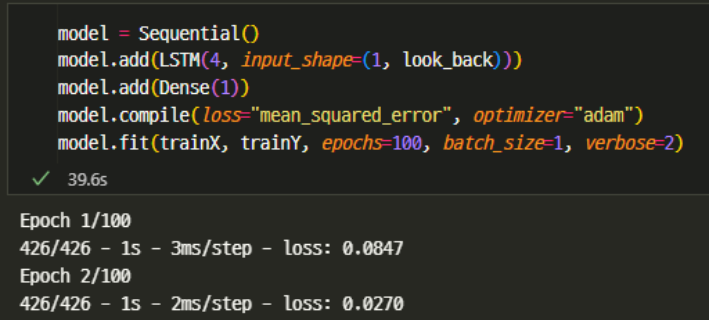 model = Sequential()
model.add(LSTM(4, input_shape=(1, look_back)))
model.add(Dense(1))
model.compile(loss="mean_squared_error", optimizer="adam")
model.fit(trainX, trainY, epochs=100, batch_size=1, verbose=2)
39.6s
Epoch 1/100
426/426 - 1s - 3ms/step - loss: 0.0847
Epoch 2/100
426/426 - 1s - 2ms/step - loss: 0.0270